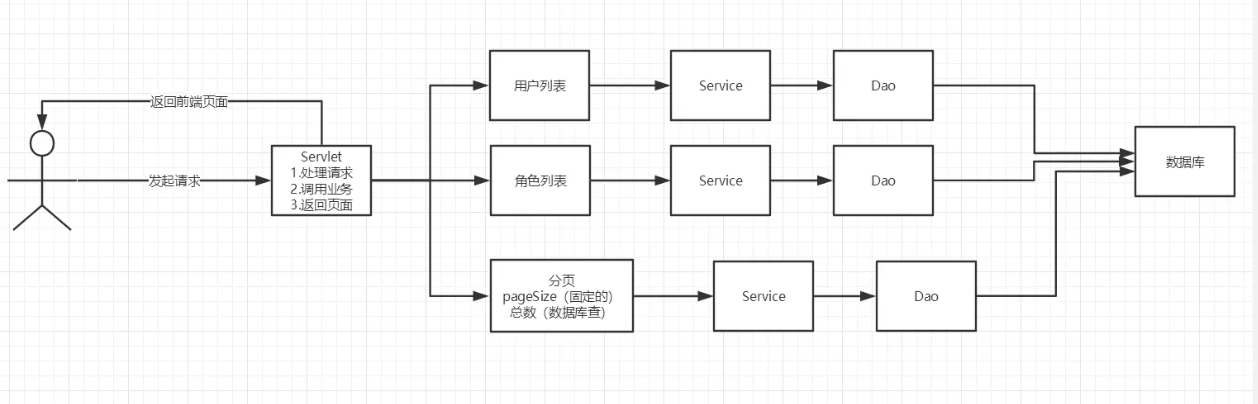 返回前端页面
发起请求
Servlet
1.处理请求
2.调用业务
3.返回页面
用户列表
Service
Dao
角色列表
Service
Dao
分页
pageSize（固定的）
总数（数据库查）
Service
Dao
数据库